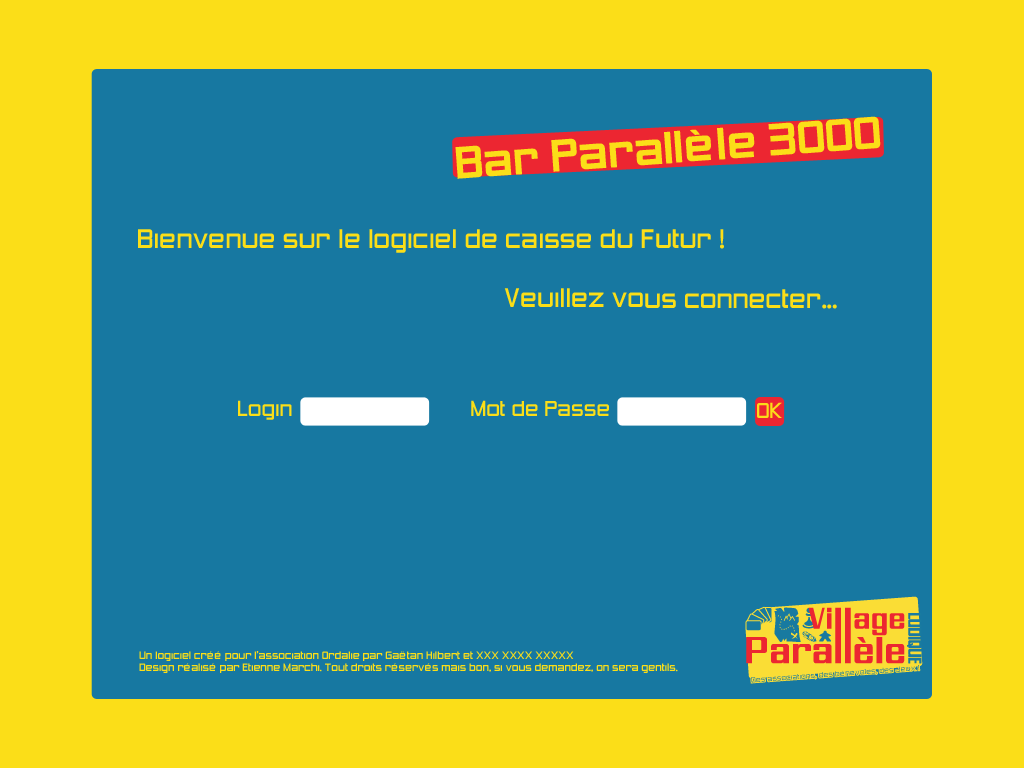 Bar Parallèle 3000
Bienvenue sur le logiciel de caisse du Futur !
Veuillez vous connecter...
Login
Mot de Passe
OK
Village
Parallèle
Un logiciel créé pour l'association Ordalie par Gaëtan Hilbert et XXX XXXX XXXXX
Design réalisé par Etienne Marchi. Tout droits réservés mais bon, si vous demandez, on sera gentils.